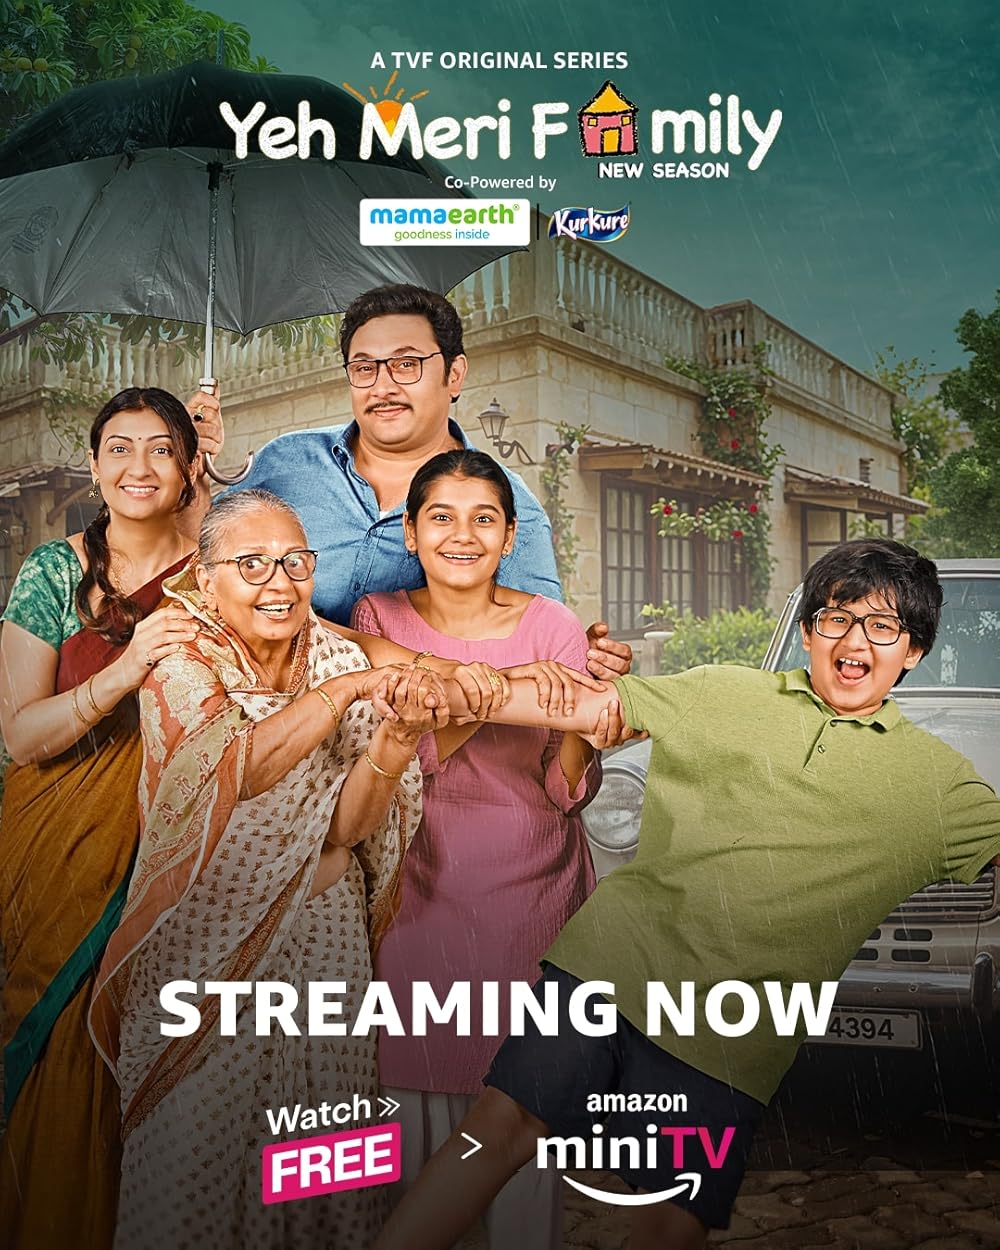 A TVF ORIGINAL SERIES
Yeh Meri Family
NEW SEASON
Co-Powered by
mamaearth®
goodness inside
KurKure
STREAMING NOW
4394
Watch >>
FREE
>
amazon
miniTV